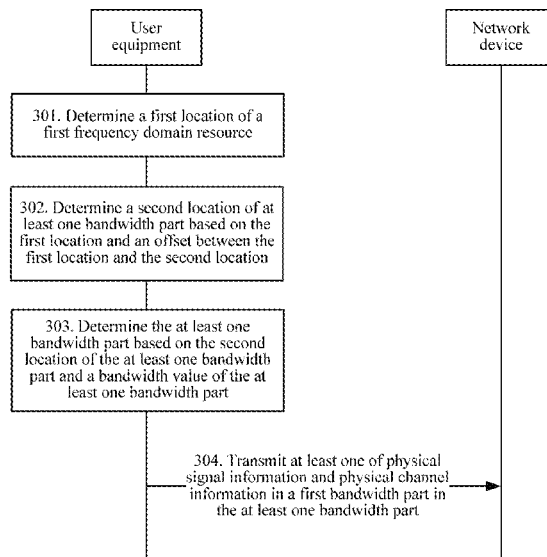 User
equipment
Network
device
301. Determine a first location of a
first frequency domain resource
302. Determine a second location of at
least one bandwidth part based on the
first location and an offset between the
first location and the second location
303. Determine the at least one
bandwidth part based on the second
location of the at least one bandwidth
part and a bandwidth value of the at
least one bandwidth part
304. Transmit at least one of physical
signal information and physical channel
information in a first bandwidth part in
the at least one bandwidth part